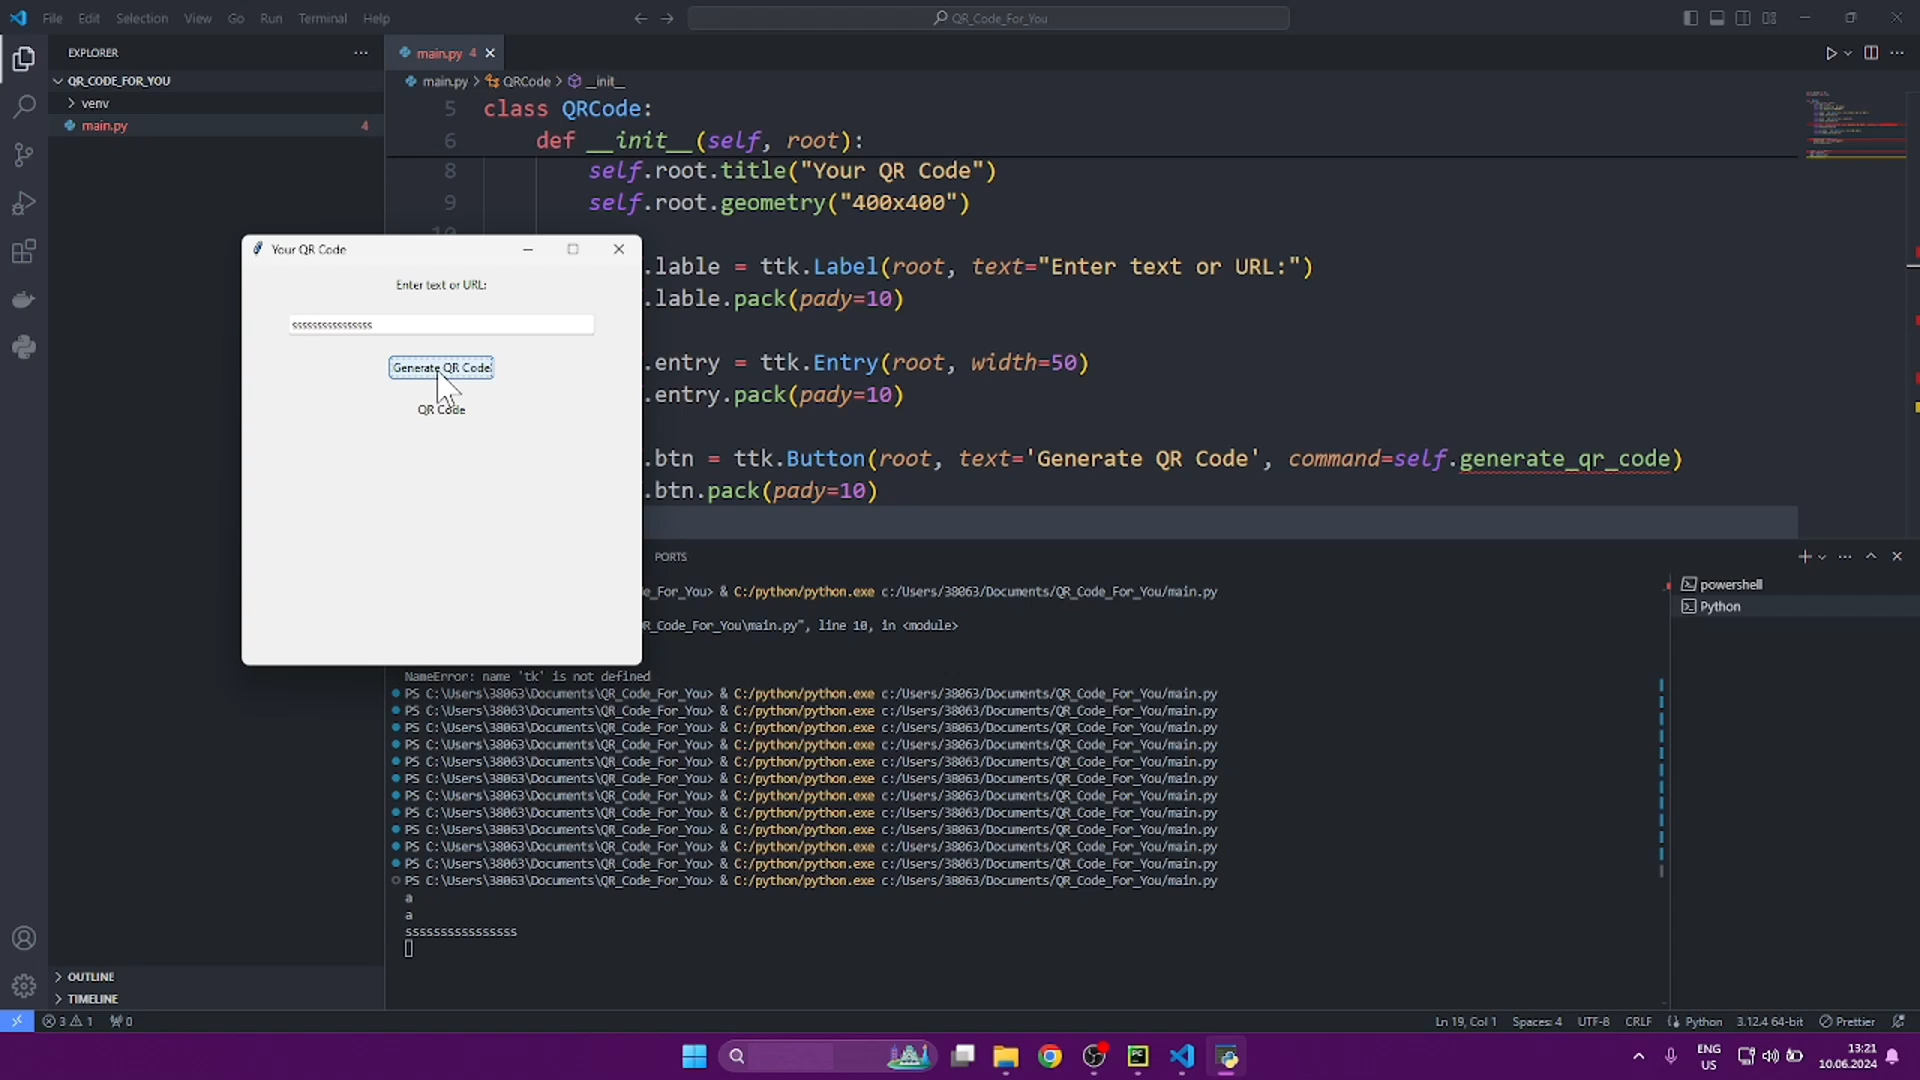 File Edit Selection View Go Run Terminal Help
QR_Code_For_You
EXPLORER
QR_CODE_FOR_YOU
venv
main.py 4
main.py 4
main.py > QRCode > __init__
5 class QRCode:
6 def __init__(self, root):
8 self.root.title("Your QR Code")
9 self.root.geometry("400x400")
.lable = ttk.Label(root, text="Enter text or URL:")
.lable.pack(pady=10)
.entry = ttk.Entry(root, width=50)
.entry.pack(pady=10)
.btn = ttk.Button(root, text='Generate QR Code', command=self.generate_qr_code)
.btn.pack(pady=10)
Your QR Code
Enter text or URL:
ssssssssssssssss
Generate QR Code
QR Code
PORTS
powershell
Python
e_For_You> & C:/python/python.exe c:/Users/38063/Documents/QR_Code_For_You/main.py
R_Code_For_You\main.py", line 10, in <module>
NameError: name 'tk' is not defined
PS C:\Users\38063\Documents\QR_Code_For_You> & C:/python/python.exe c:/Users/38063/Documents/QR_Code_For_You/main.py
PS C:\Users\38063\Documents\QR_Code_For_You> & C:/python/python.exe c:/Users/38063/Documents/QR_Code_For_You/main.py
PS C:\Users\38063\Documents\QR_Code_For_You> & C:/python/python.exe c:/Users/38063/Documents/QR_Code_For_You/main.py
PS C:\Users\38063\Documents\QR_Code_For_You> & C:/python/python.exe c:/Users/38063/Documents/QR_Code_For_You/main.py
PS C:\Users\38063\Documents\QR_Code_For_You> & C:/python/python.exe c:/Users/38063/Documents/QR_Code_For_You/main.py
PS C:\Users\38063\Documents\QR_Code_For_You> & C:/python/python.exe c:/Users/38063/Documents/QR_Code_For_You/main.py
PS C:\Users\38063\Documents\QR_Code_For_You> & C:/python/python.exe c:/Users/38063/Documents/QR_Code_For_You/main.py
PS C:\Users\38063\Documents\QR_Code_For_You> & C:/python/python.exe c:/Users/38063/Documents/QR_Code_For_You/main.py
PS C:\Users\38063\Documents\QR_Code_For_You> & C:/python/python.exe c:/Users/38063/Documents/QR_Code_For_You/main.py
PS C:\Users\38063\Documents\QR_Code_For_You> & C:/python/python.exe c:/Users/38063/Documents/QR_Code_For_You/main.py
PS C:\Users\38063\Documents\QR_Code_For_You> & C:/python/python.exe c:/Users/38063/Documents/QR_Code_For_You/main.py
PS C:\Users\38063\Documents\QR_Code_For_You> & C:/python/python.exe c:/Users/38063/Documents/QR_Code_For_You/main.py
a
a
ssssssssssssssss
OUTLINE
TIMELINE
3 1 0
Ln 19, Col 1 Spaces: 4 UTF-8 CRLF Python 3.12.4 64-bit Prettier
ENG
US
13:21
10.06.2024